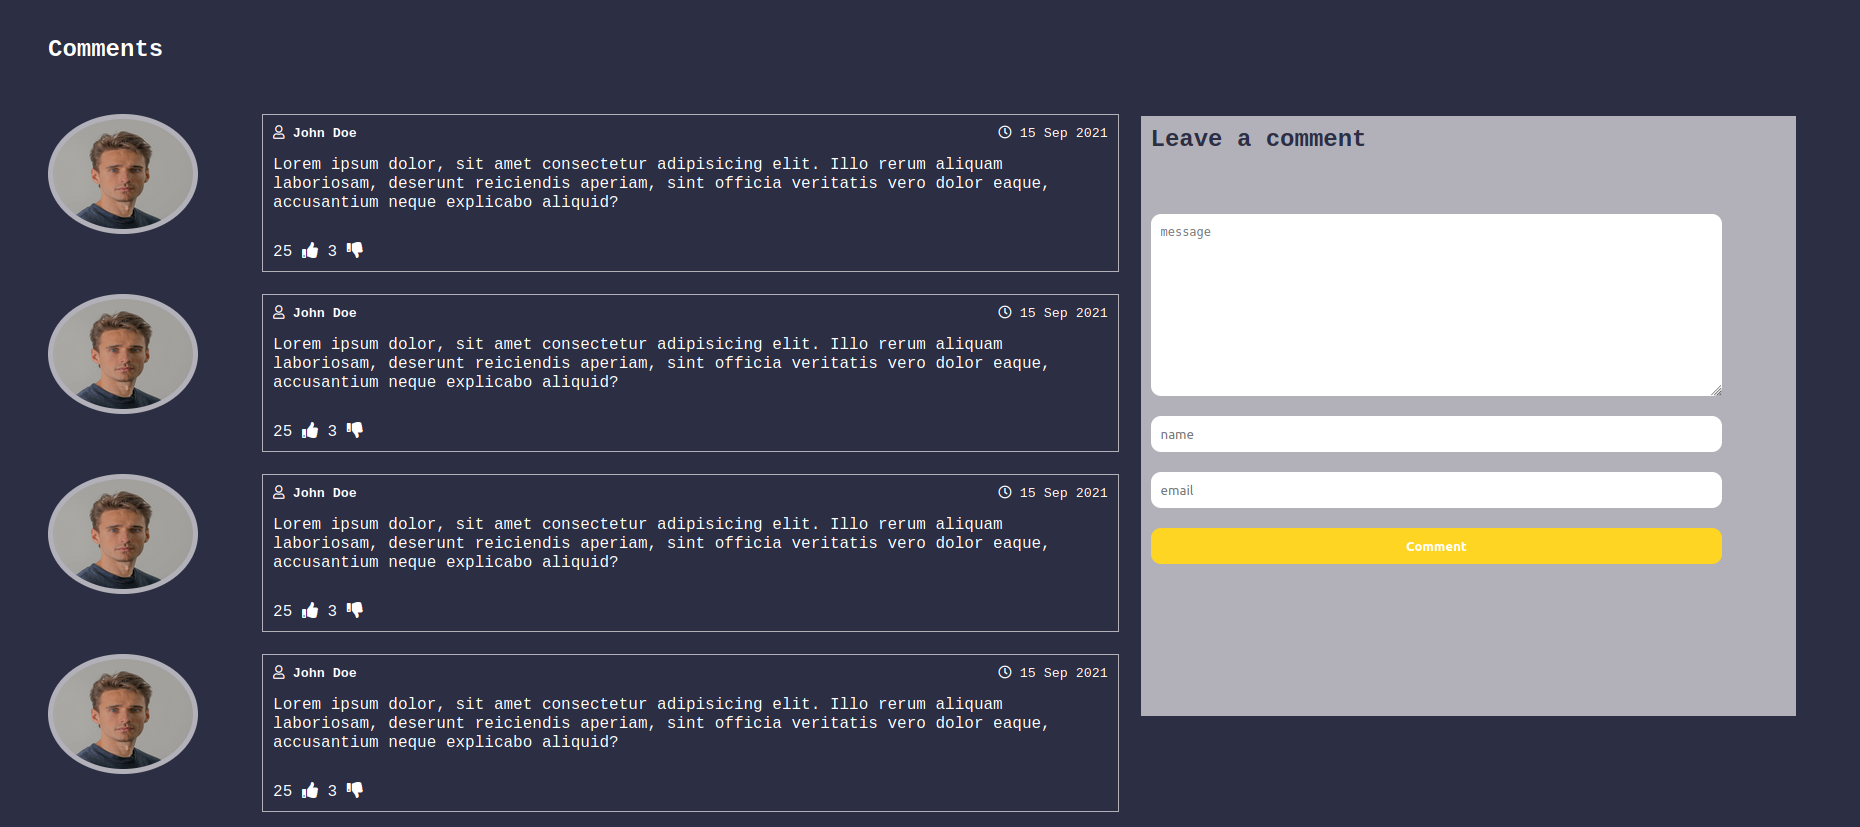 Comments
John Doe 15 Sep 2021
Lorem ipsum dolor, sit amet consectetur adipisicing elit. Illo rerum aliquam
laboriosam, deserunt reiciendis aperiam, sint officia veritatis vero dolor eaque,
accusantium neque explicabo aliquid?
25 3
John Doe 15 Sep 2021
Lorem ipsum dolor, sit amet consectetur adipisicing elit. Illo rerum aliquam
laboriosam, deserunt reiciendis aperiam, sint officia veritatis vero dolor eaque,
accusantium neque explicabo aliquid?
25 3
John Doe 15 Sep 2021
Lorem ipsum dolor, sit amet consectetur adipisicing elit. Illo rerum aliquam
laboriosam, deserunt reiciendis aperiam, sint officia veritatis vero dolor eaque,
accusantium neque explicabo aliquid?
25 3
John Doe 15 Sep 2021
Lorem ipsum dolor, sit amet consectetur adipisicing elit. Illo rerum aliquam
laboriosam, deserunt reiciendis aperiam, sint officia veritatis vero dolor eaque,
accusantium neque explicabo aliquid?
25 3
Leave a comment
message
name
email
Comment